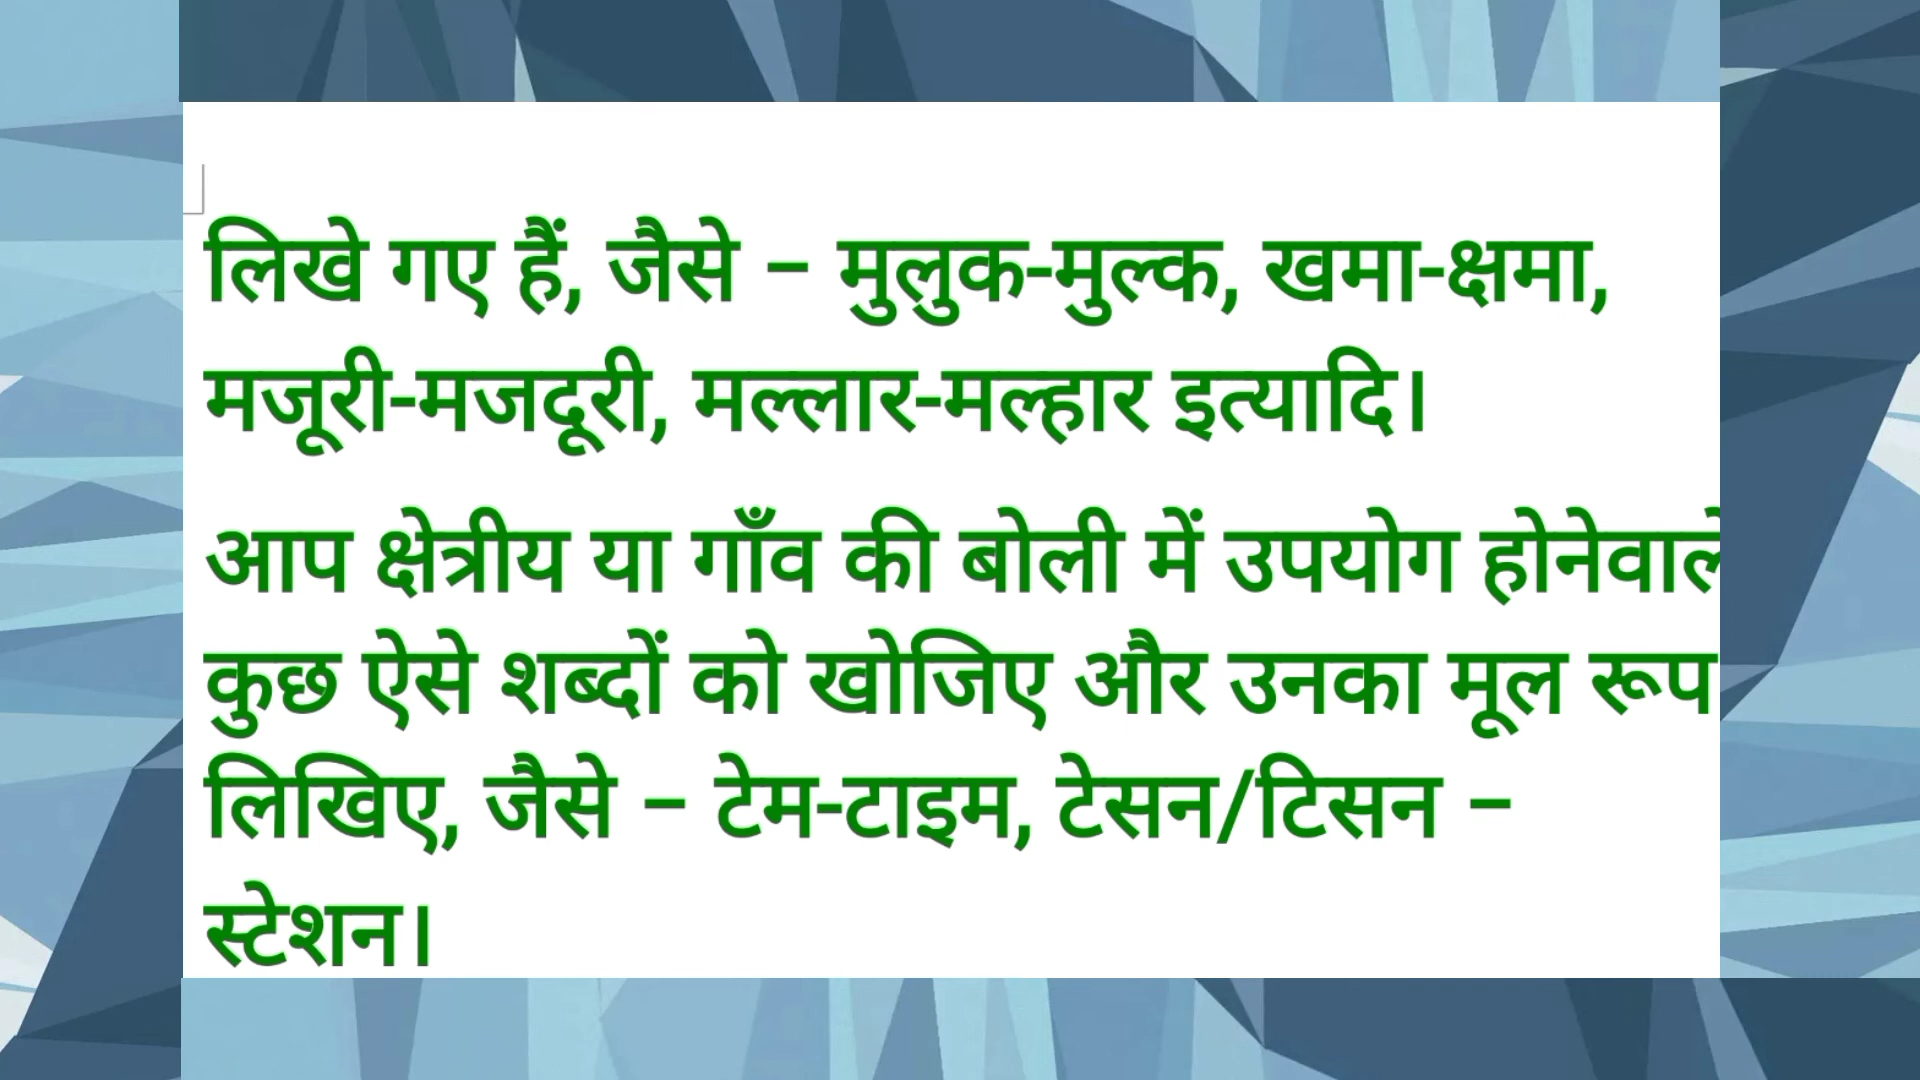 लिखे गए हैं, जैसे – मुलुक-मुल्क, खमा-क्षमा,
मजूरी-मजदूरी, मल्लार-मल्हार इत्यादि।
आप क्षेत्रीय या गाँव की बोली में उपयोग होनेवाले
कुछ ऐसे शब्दों को खोजिए और उनका मूल रूप
लिखिए, जैसे – टेम-टाइम, टेसन/टिसन –
स्टेशन।